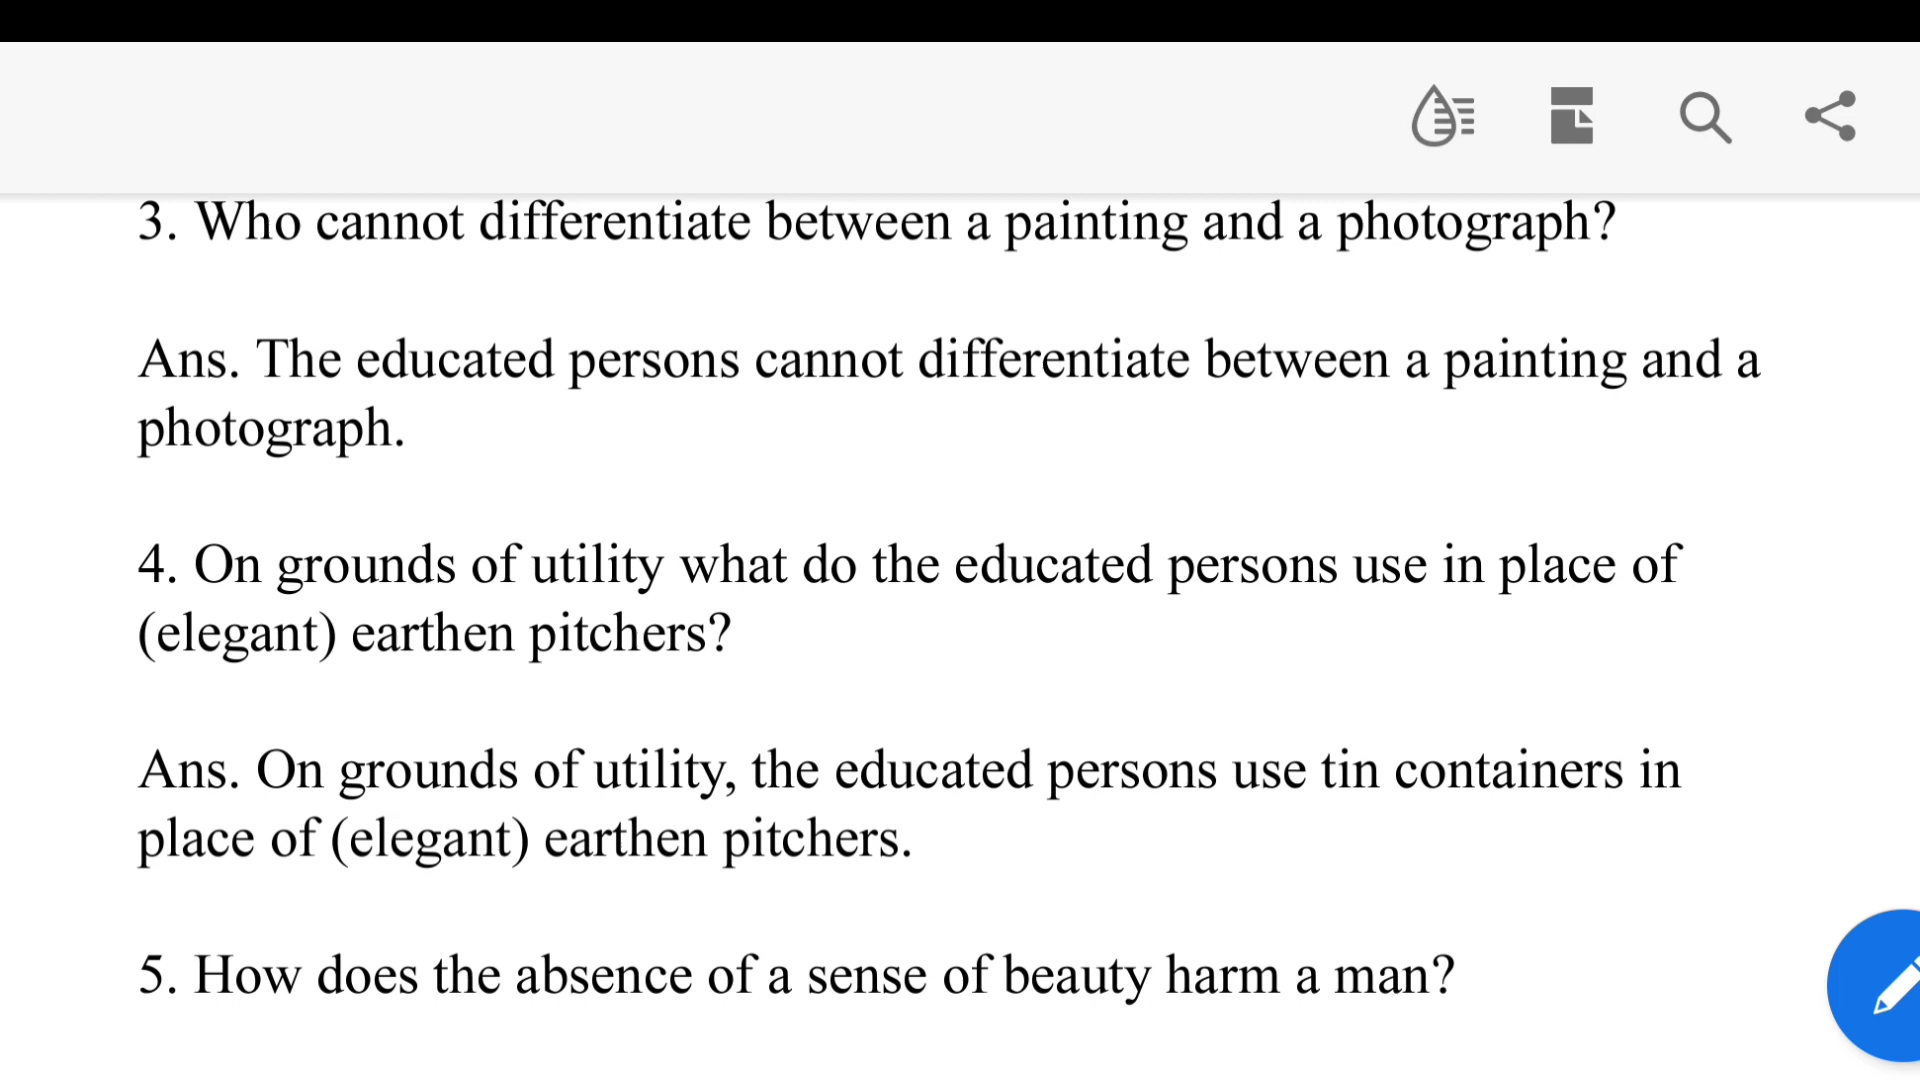 3. Who cannot differentiate between a painting and a photograph?
Ans. The educated persons cannot differentiate between a painting and a
photograph.
4. On grounds of utility what do the educated persons use in place of
(elegant) earthen pitchers?
Ans. On grounds of utility, the educated persons use tin containers in
place of (elegant) earthen pitchers.
5. How does the absence of a sense of beauty harm a man?